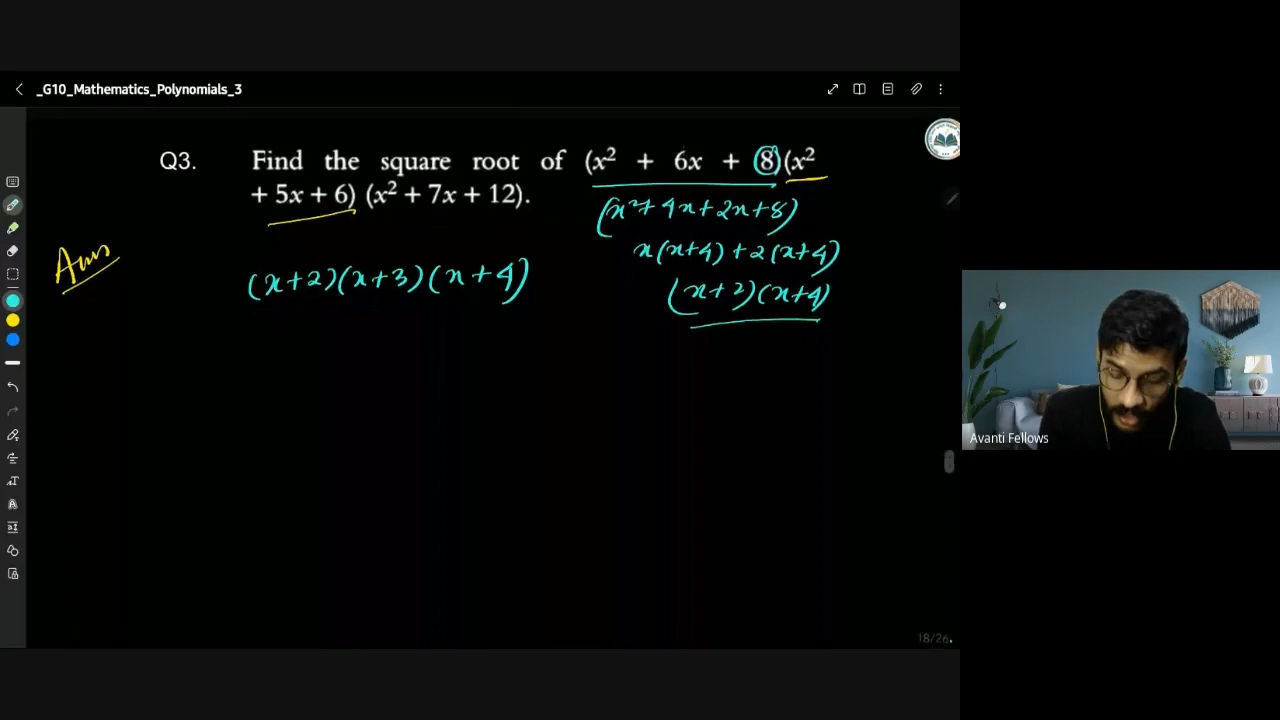 _G10_Mathematics_Polynomials_3
Q3. Find the square root of (x² + 6x + 8)(x²
+ 5x + 6) (x² + 7x + 12).
(x²+4x+2x+8)
x(x+4)+2(x+4)
(x+2)(x+4)
Ans
(x+2)(x+3)(x+4)
Avanti Fellows
18/26